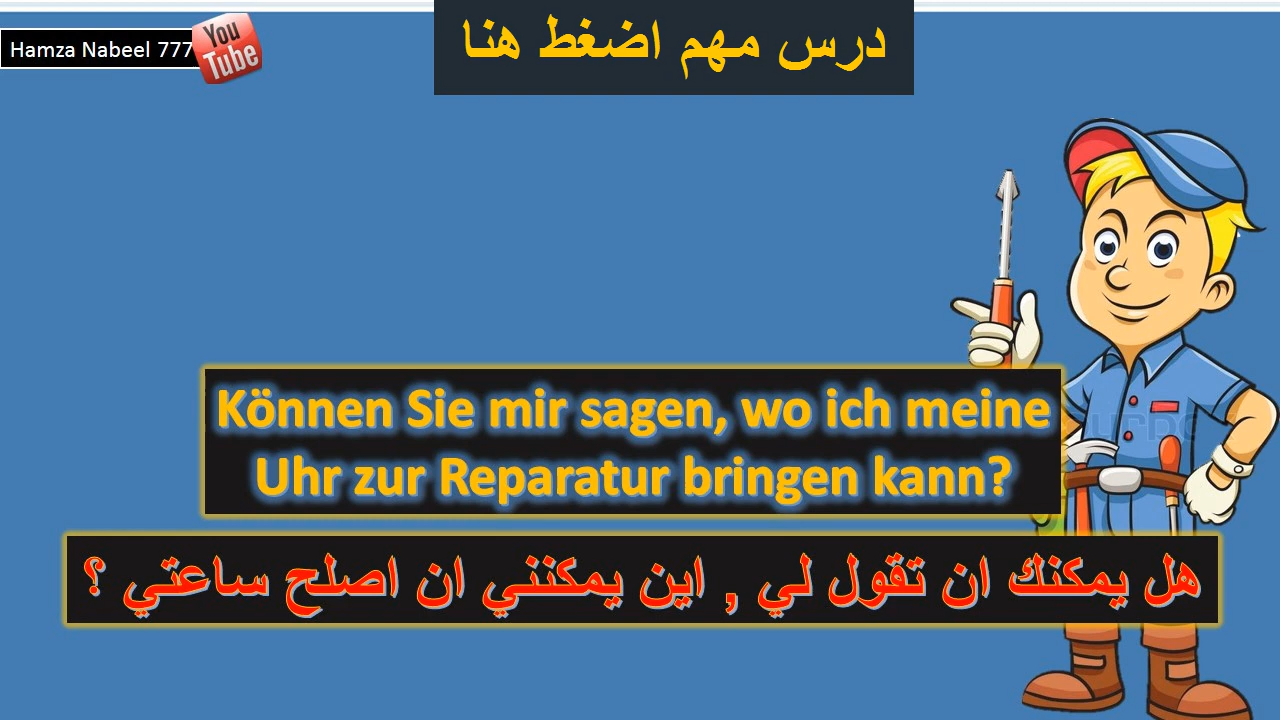 Hamza Nabeel 777
You
Tube
درس مهم اضغط هنا
Können Sie mir sagen, wo ich meine
Uhr zur Reparatur bringen kann?
هل يمكنك ان تقول لي , اين يمكنني ان اصلح ساعتي ؟